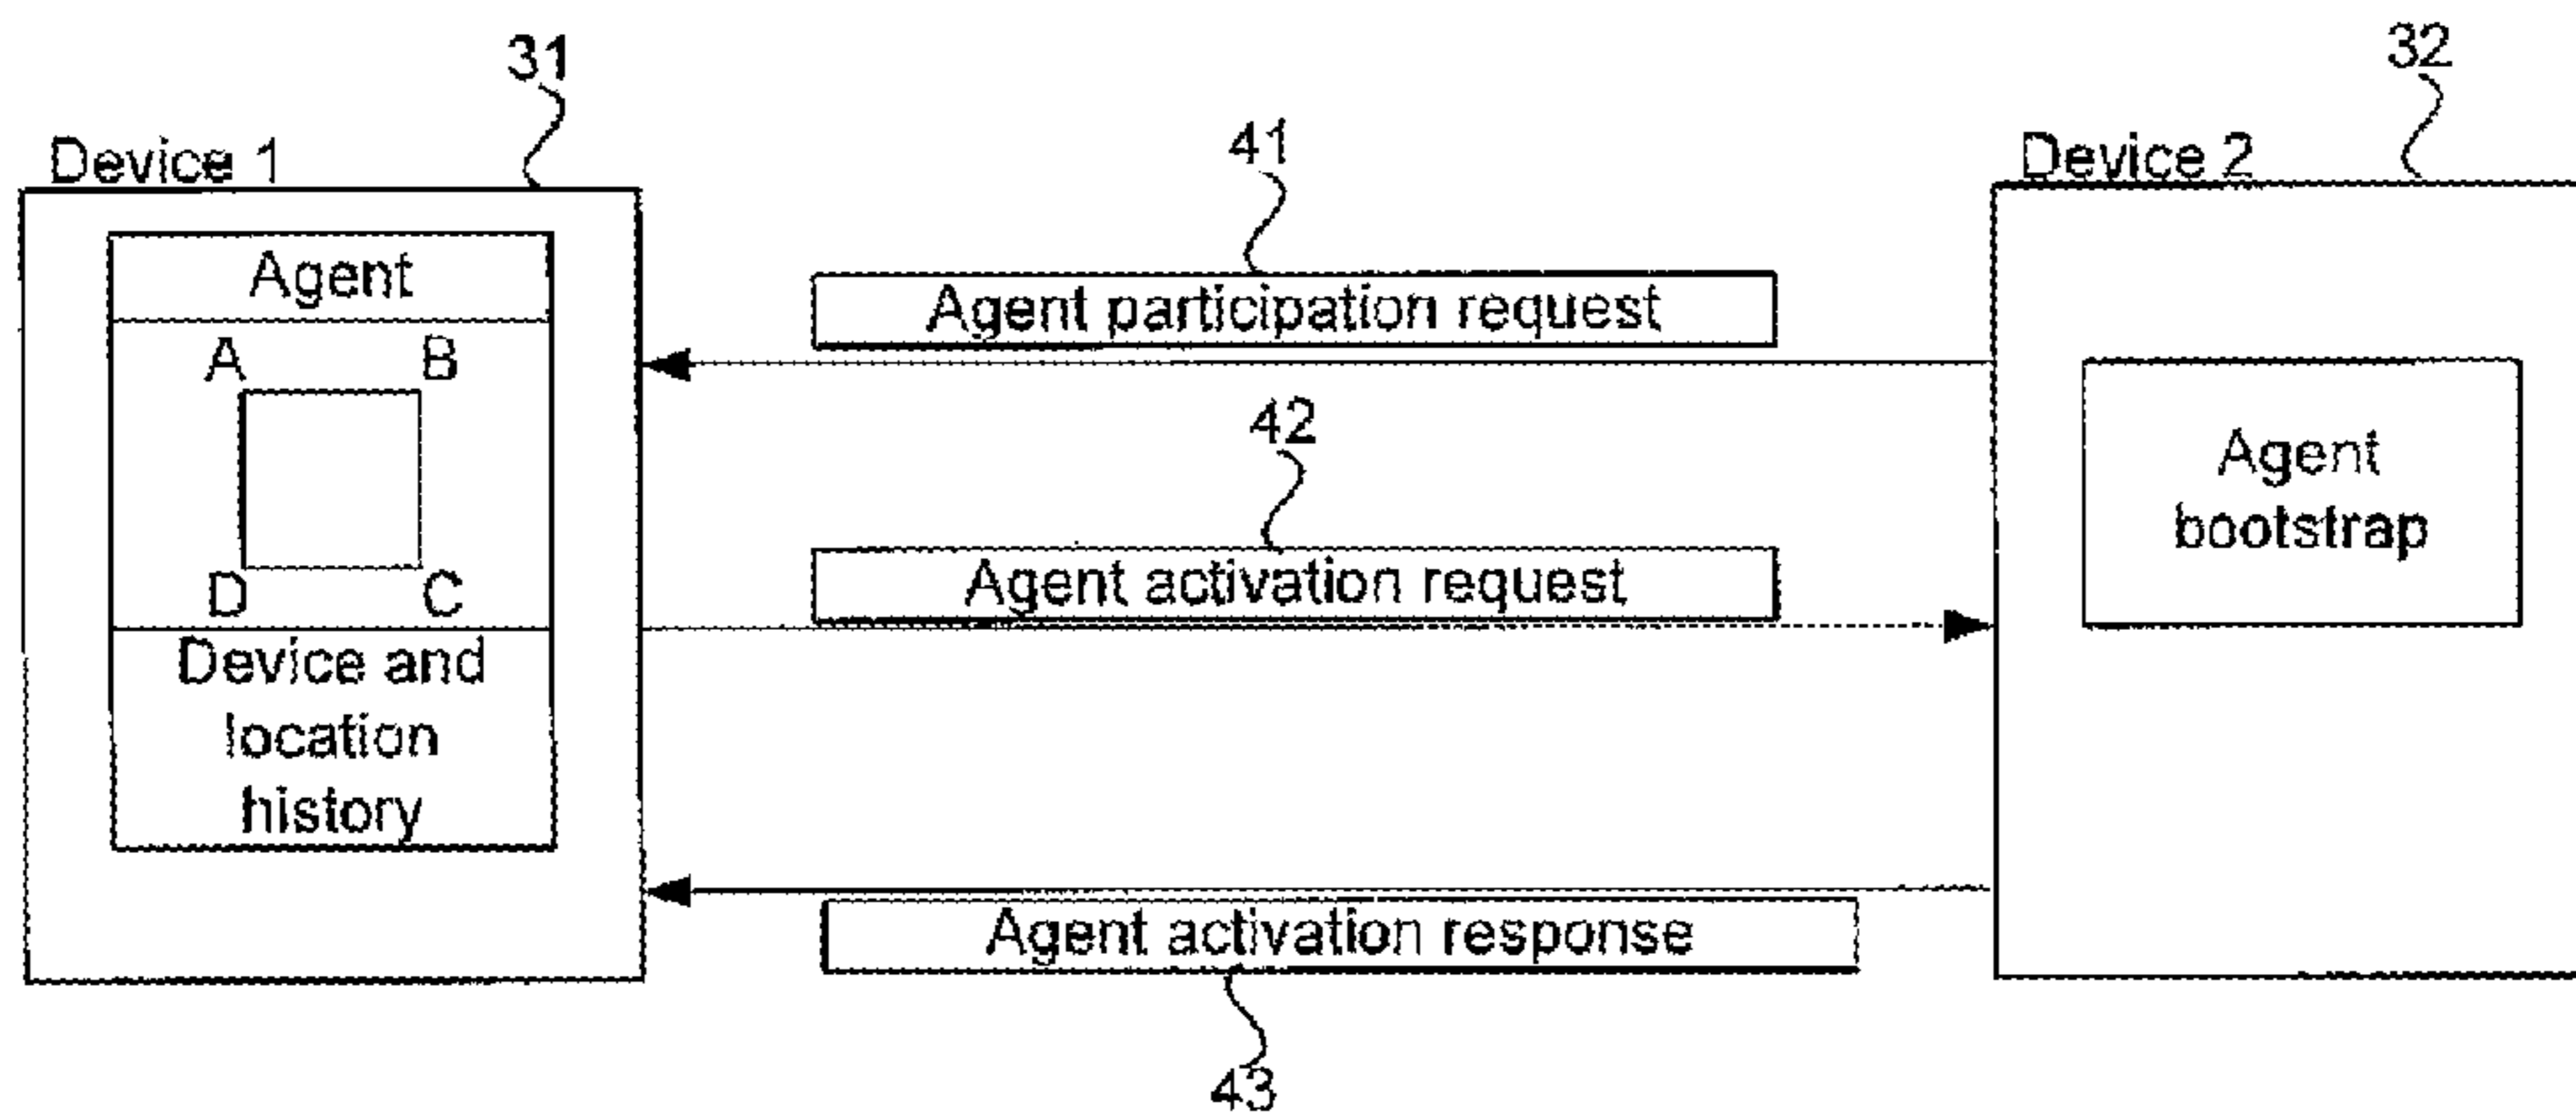 31
32
Device 1
41
Device 2
Agent
Agent participation request
A B
42
Agent
bootstrap
D C
Agent activation request
Device and
location
history
Agent activation response
43